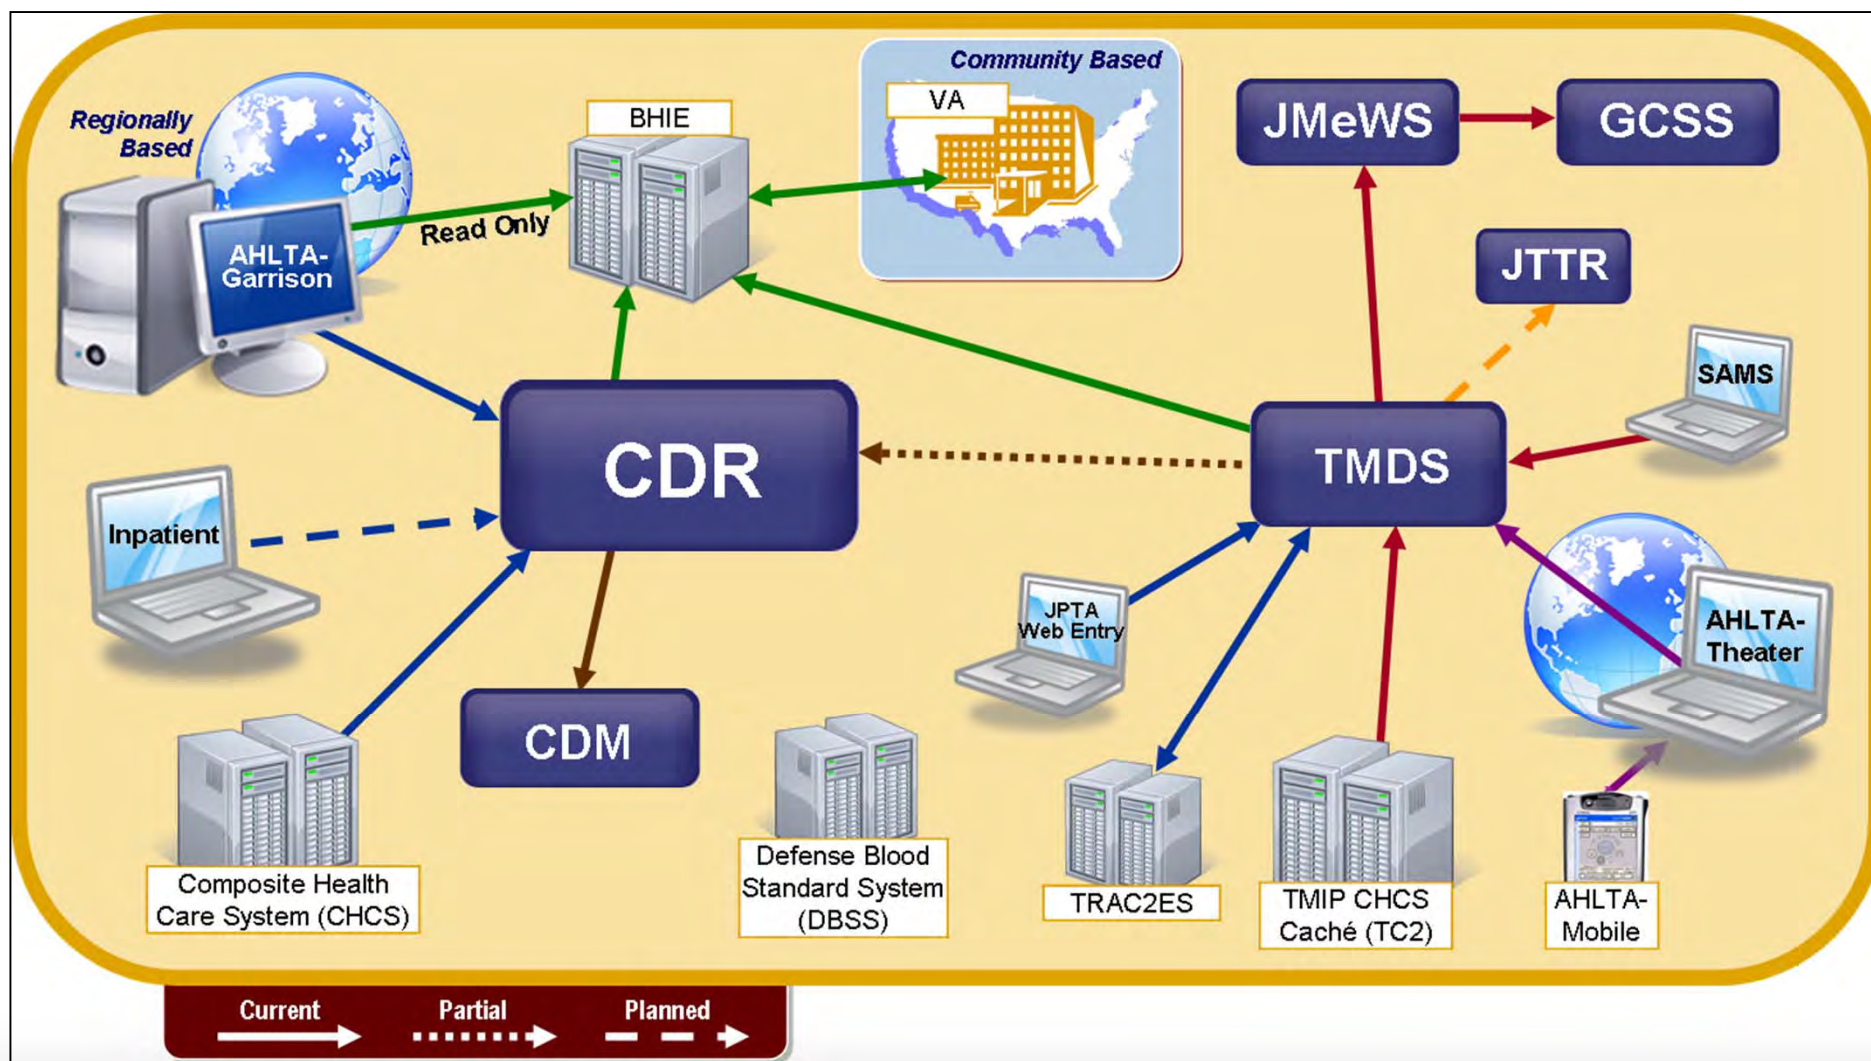 Community Based
Regionally
Based
BHIE
VA
JMeWS
GCSS
AHLTA-
Garrison
Read Only
JTTR
SAMS
CDR
TMDS
Inpatient
JPTA
Web Entry
AHLTA-
Theater
CDM
Composite Health
Care System (CHCS)
Defense Blood
Standard System
(DBSS)
TRAC2ES
TMIP CHCS
Caché (TC2)
AHLTA-
Mobile
Current
Partial
Planned